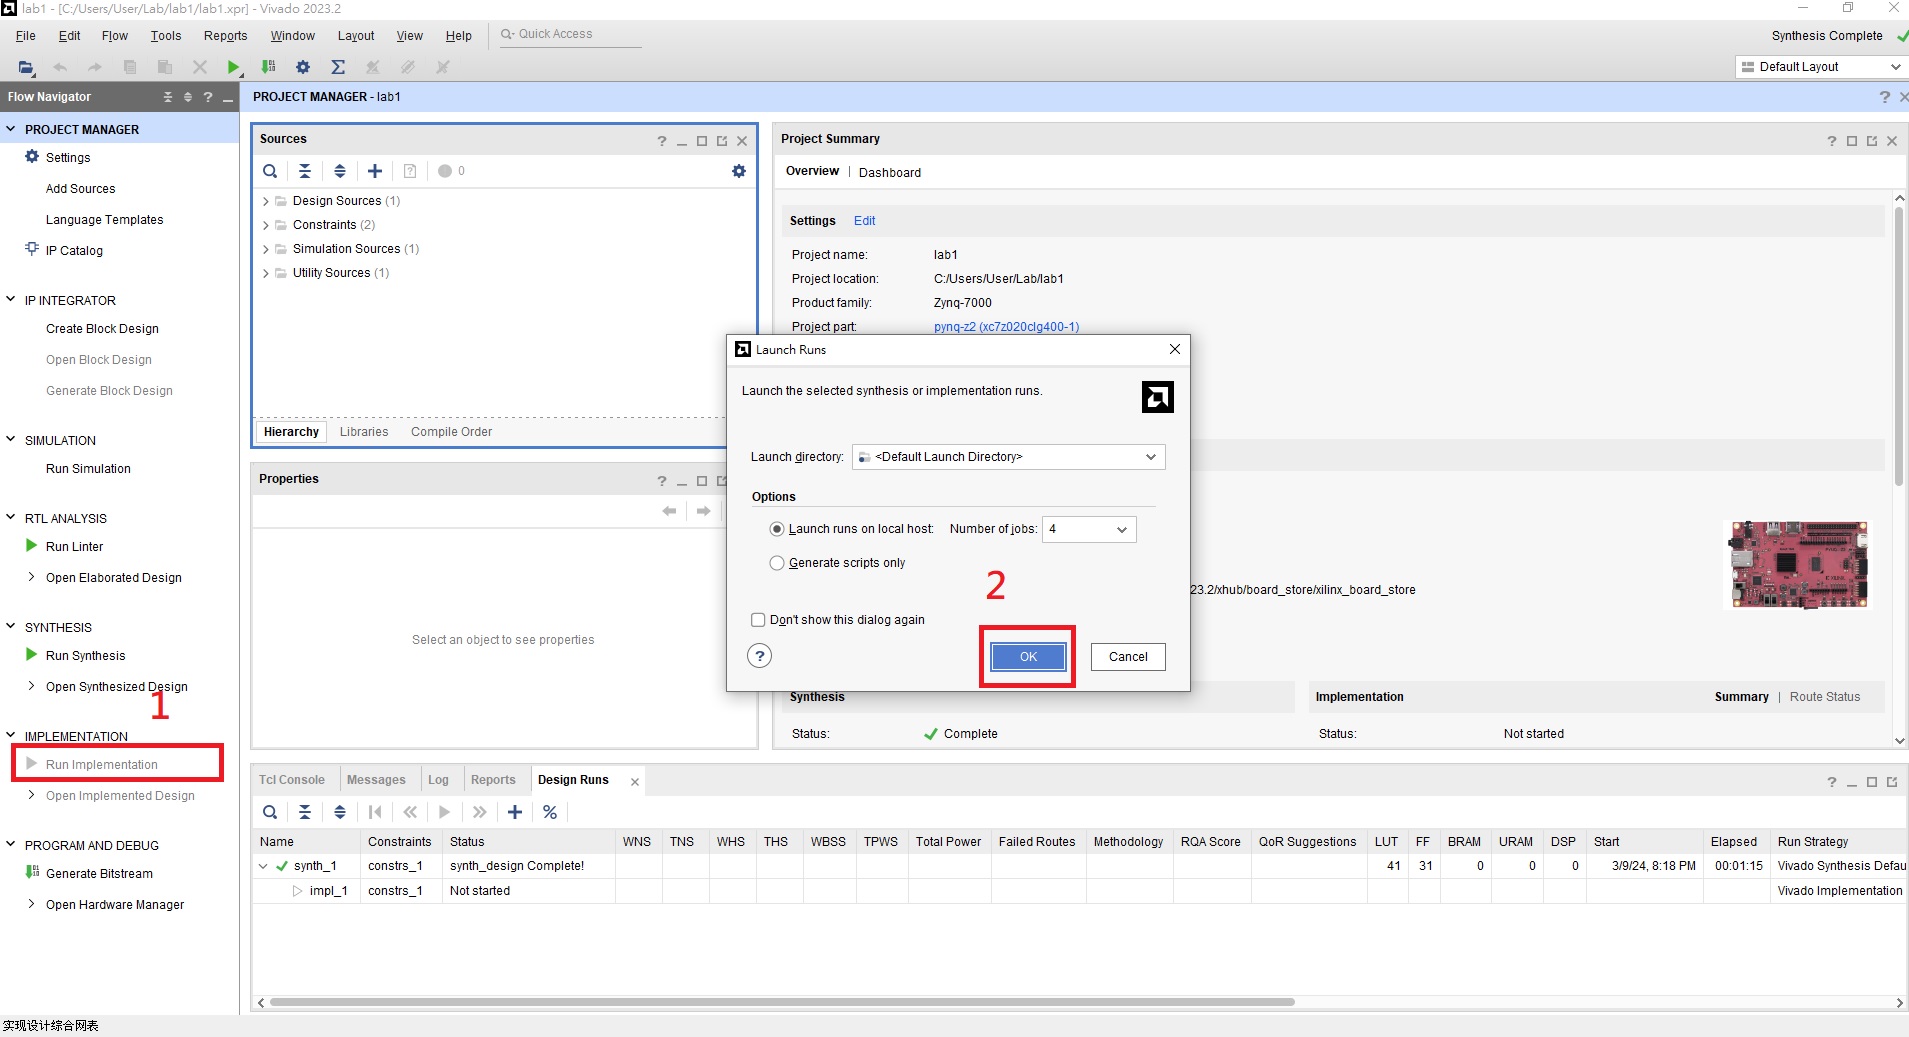 lab1 - [C:/Users/User/Lab/lab1/lab1.xpr] - Vivado 2023.2
File Edit Flow Tools Reports Window Layout View Help Quick Access
Synthesis Complete
Default Layout
Flow Navigator
PROJECT MANAGER
Settings
Add Sources
Language Templates
IP Catalog
IP INTEGRATOR
Create Block Design
Open Block Design
Generate Block Design
SIMULATION
Run Simulation
RTL ANALYSIS
Run Linter
Open Elaborated Design
SYNTHESIS
Run Synthesis
Open Synthesized Design
1
IMPLEMENTATION
Run Implementation
Open Implemented Design
PROGRAM AND DEBUG
Generate Bitstream
Open Hardware Manager
PROJECT MANAGER - lab1
Sources
0
Design Sources (1)
Constraints (2)
Simulation Sources (1)
Utility Sources (1)
Hierarchy Libraries Compile Order
Properties
Select an object to see properties
Project Summary
Overview | Dashboard
Settings Edit
Project name: lab1
Project location: C:/Users/User/Lab/lab1
Product family: Zynq-7000
Project part: pynq-z2 (xc7z020clg400-1)
23.2/xhub/board_store/xilinx_board_store
Synthesis
Status: Complete
Implementation Summary | Route Status
Status: Not started
Launch Runs
Launch the selected synthesis or implementation runs.
Launch directory: <Default Launch Directory>
Options
Launch runs on local host: Number of jobs: 4
Generate scripts only
2
Don't show this dialog again
? OK Cancel
Tcl Console Messages Log Reports Design Runs
Name Constraints Status WNS TNS WHS THS WBSS TPWS Total Power Failed Routes Methodology RQA Score QoR Suggestions LUT FF BRAM URAM DSP Start Elapsed Run Strategy
synth_1 constrs_1 synth_design Complete! 41 31 0 0 0 3/9/24, 8:18 PM 00:01:15 Vivado Synthesis Defau
impl_1 constrs_1 Not started Vivado Implementation
实现设计综合网表